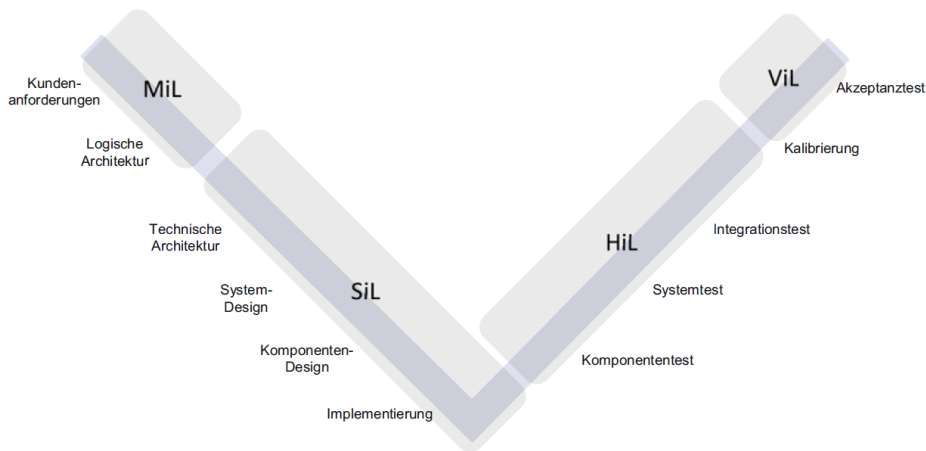 MiL
Kunden-
anforderungen
Logische
Architektur
Technische
Architektur
SiL
System-
Design
Komponenten-
Design
Implementierung
ViL
Akzeptanztest
Kalibrierung
HiL
Integrationstest
Systemtest
Komponententest